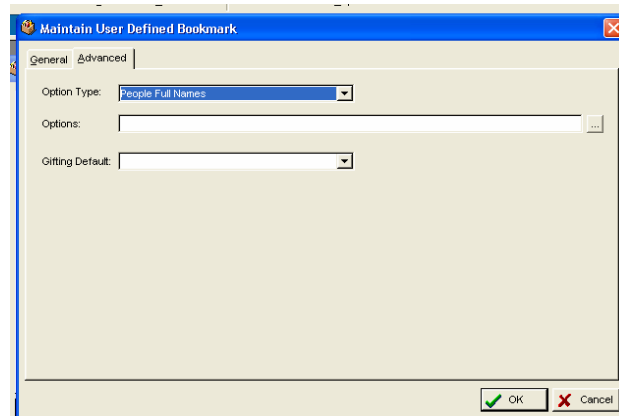 Maintain User Defined Bookmark
General Advanced
Option Type: People Full Names
Options: ...
Gifting Default:
OK Cancel